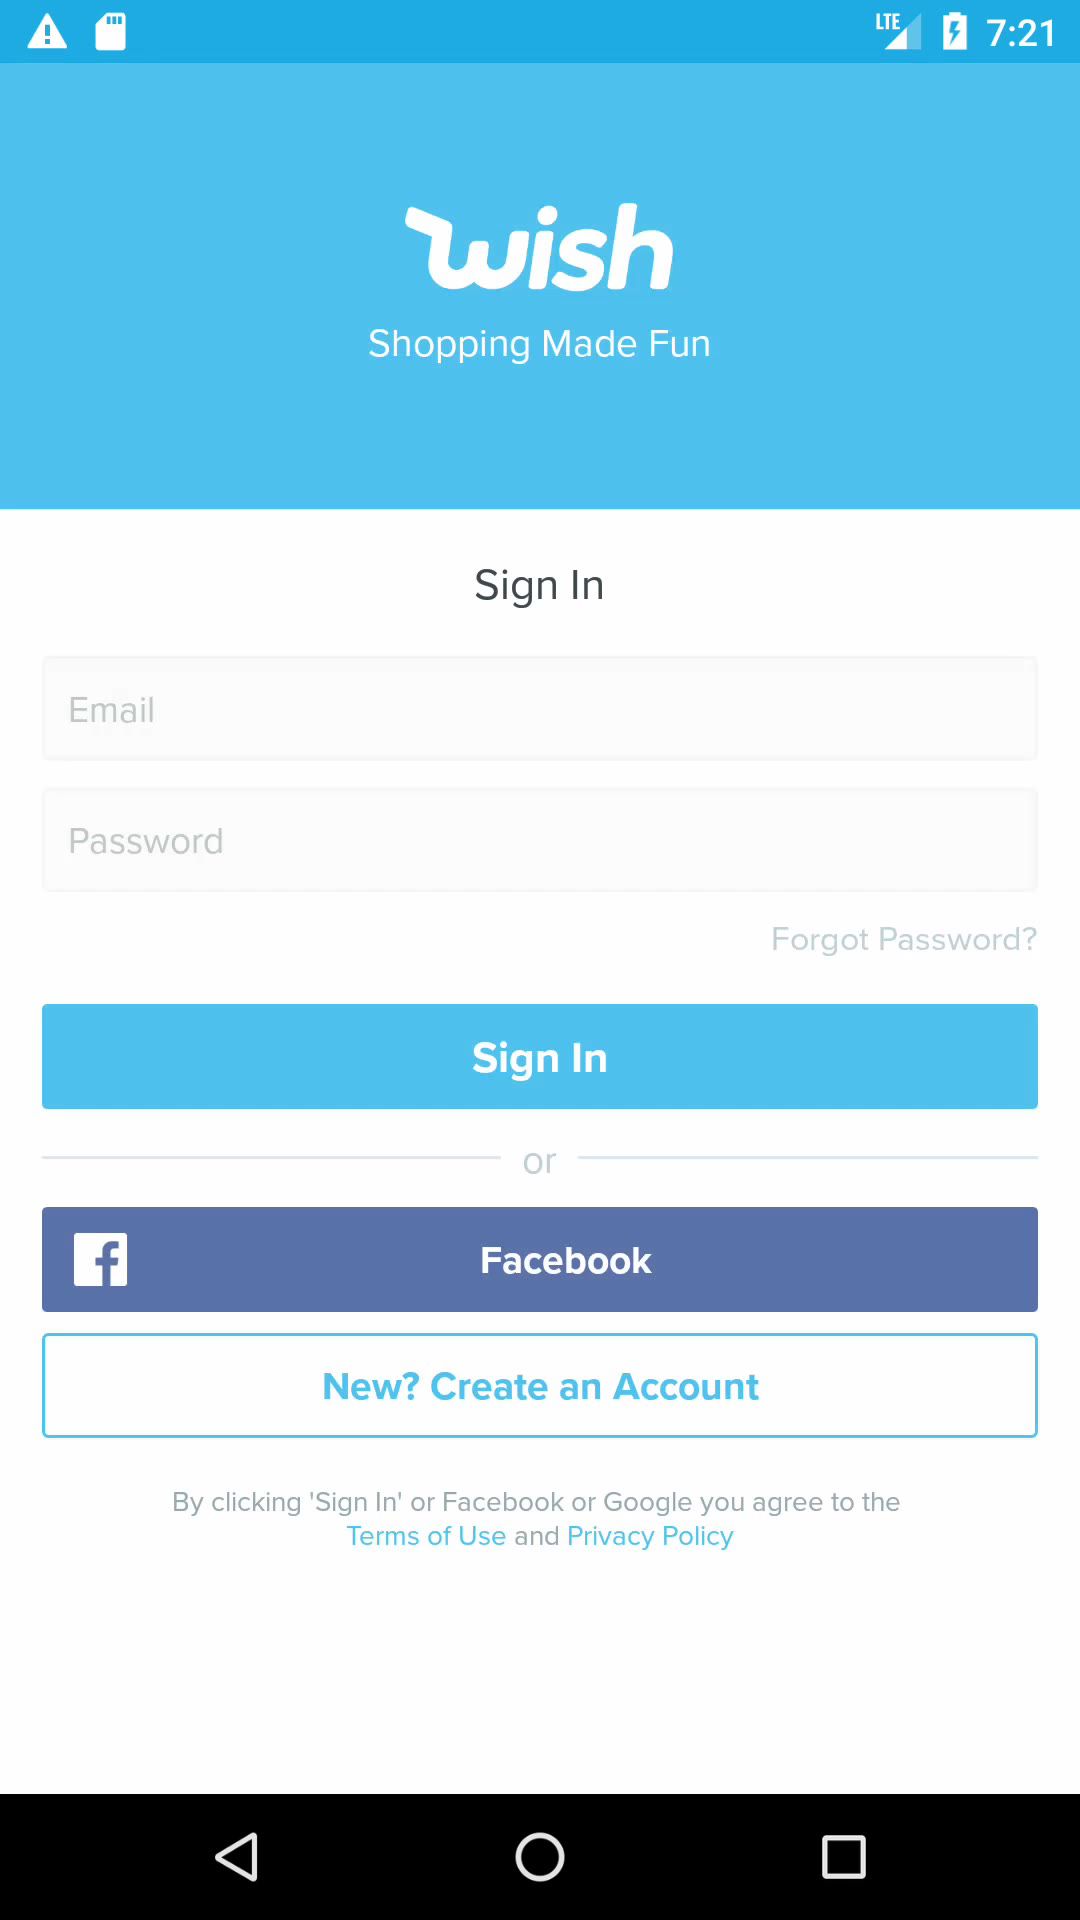 LTE 7:21
wish
Shopping Made Fun
Sign In
Email
Password
Forgot Password?
Sign In
or
Facebook
New? Create an Account
By clicking 'Sign In' or Facebook or Google you agree to the
Terms of Use and Privacy Policy